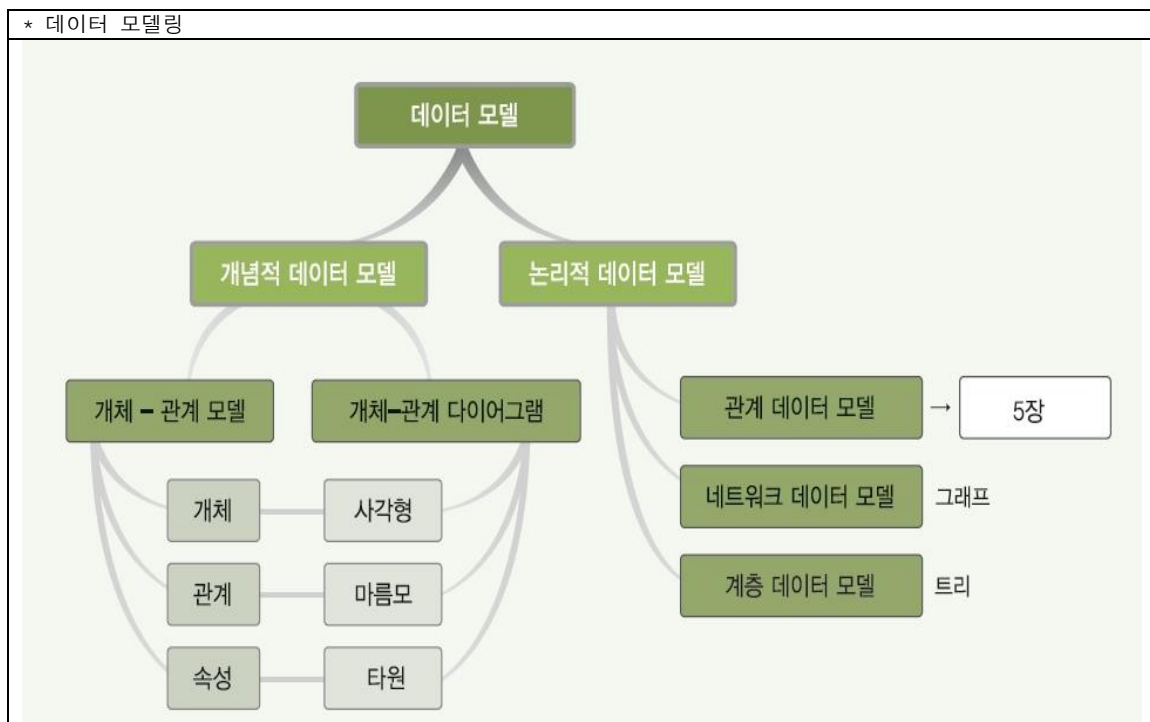 * 데이터 모델링
데이터 모델
개념적 데이터 모델
논리적 데이터 모델
개체 – 관계 모델
개체–관계 다이어그램
관계 데이터 모델 → 5장
개체
사각형
네트워크 데이터 모델 그래프
관계
마름모
계층 데이터 모델 트리
속성
타원